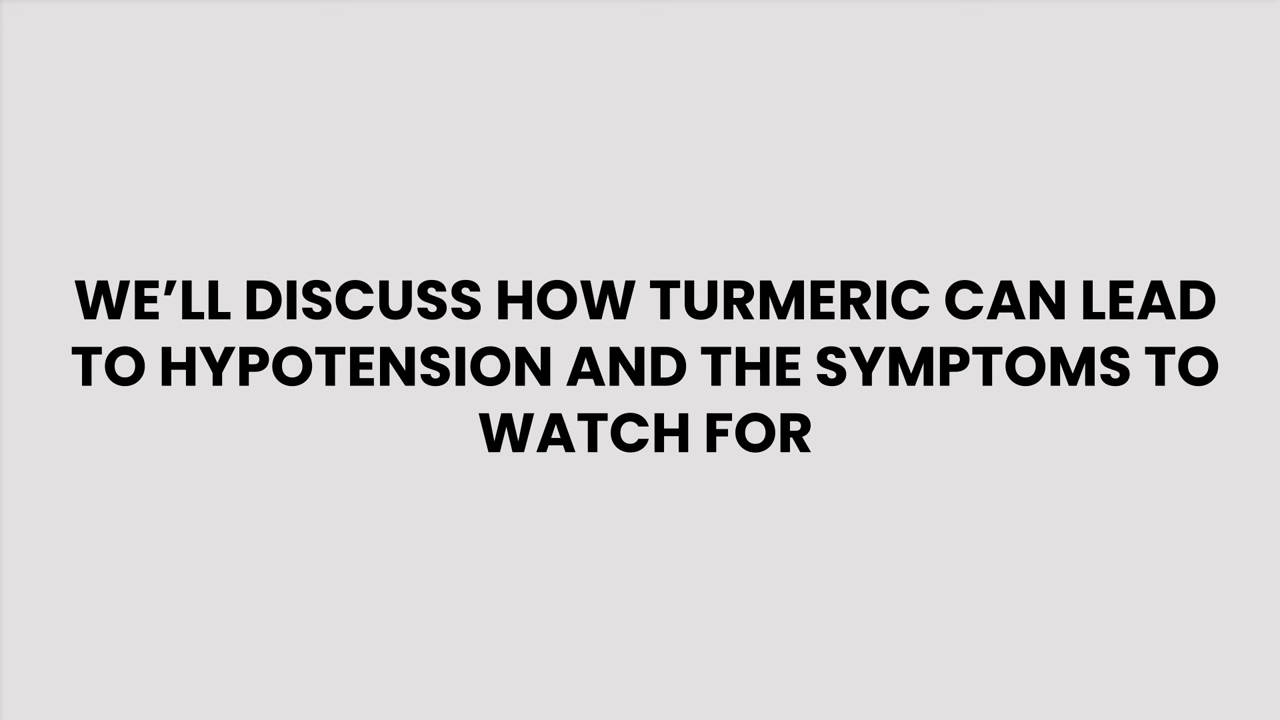 WE’LL DISCUSS HOW TURMERIC CAN LEAD
TO HYPOTENSION AND THE SYMPTOMS TO
WATCH FOR